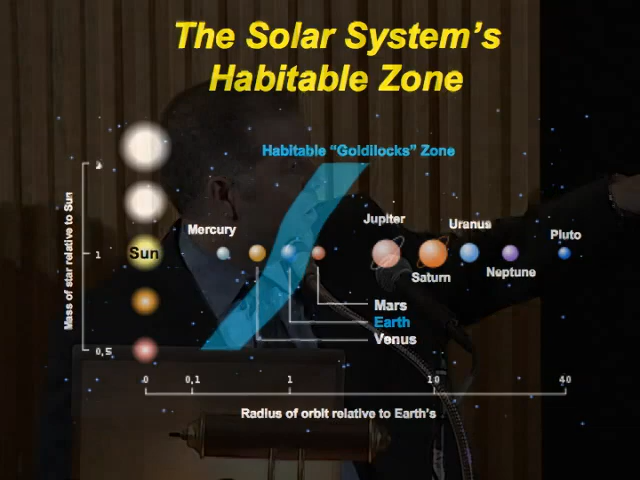 The Solar System's
Habitable Zone
Habitable “Goldilocks” Zone
Mass of star relative to Sun
2
1
0,5
Sun
Mercury
Jupiter
Saturn
Uranus
Neptune
Pluto
Mars
Earth
Venus
0
0,1
1
10
40
Radius of orbit relative to Earth's